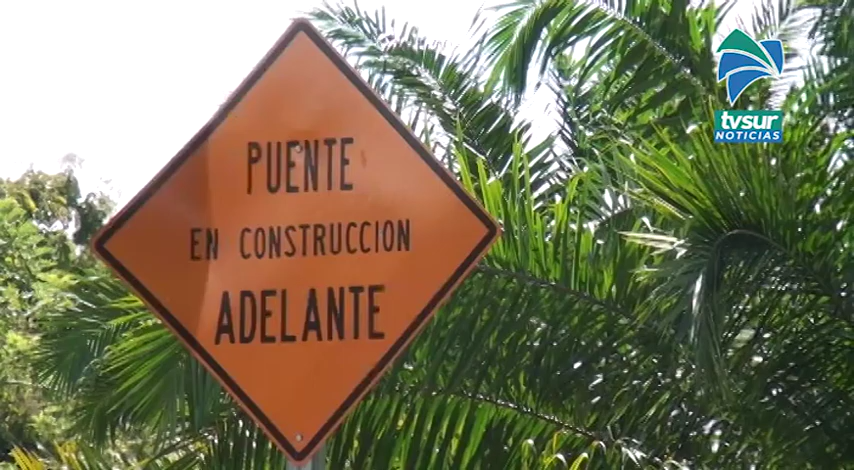 PUENTE
EN CONSTRUCCION
ADELANTE
tvsur
NOTICIAS